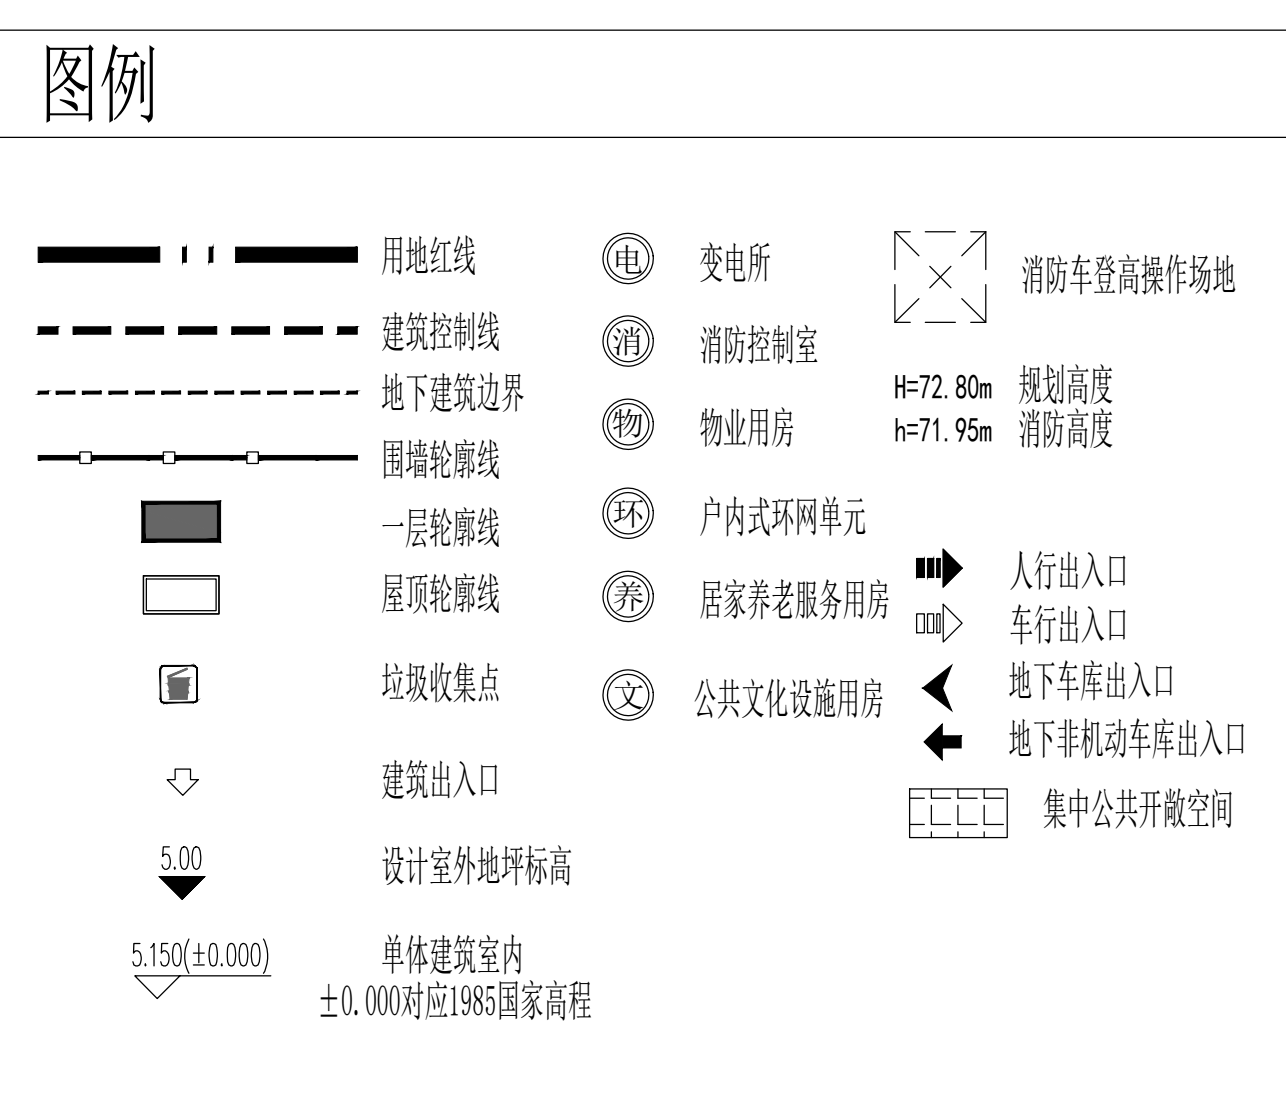 图例
用地红线
建筑控制线
地下建筑边界
围墙轮廓线
一层轮廓线
屋顶轮廓线
垃圾收集点
建筑出入口
5.00 设计室外地坪标高
5.150(±0.000) 单体建筑室内
±0.000对应1985国家高程
电 变电所
消 消防控制室
物 物业用房
环 户内式环网单元
养 居家养老服务用房
文 公共文化设施用房
消防车登高操作场地
H=72.80m 规划高度
h=71.95m 消防高度
人行出入口
车行出入口
地下车库出入口
地下非机动车库出入口
集中公共开敞空间